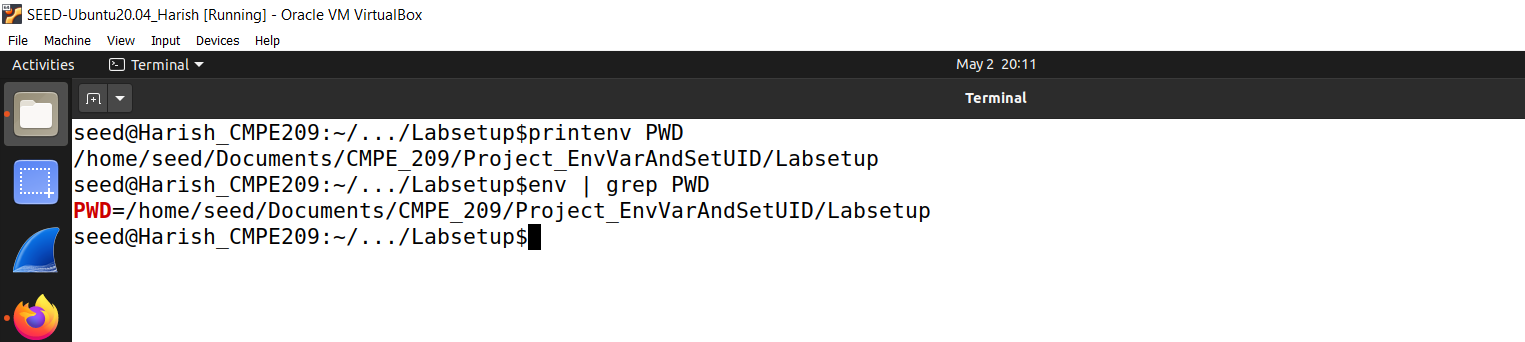 SEED-Ubuntu20.04_Harish [Running] - Oracle VM VirtualBox
File Machine View Input Devices Help
Activities Terminal May 2 20:11
Terminal
seed@Harish_CMPE209:~/.../Labsetup$printenv PWD
/home/seed/Documents/CMPE_209/Project_EnvVarAndSetUID/Labsetup
seed@Harish_CMPE209:~/.../Labsetup$env | grep PWD
PWD=/home/seed/Documents/CMPE_209/Project_EnvVarAndSetUID/Labsetup
seed@Harish_CMPE209:~/.../Labsetup$